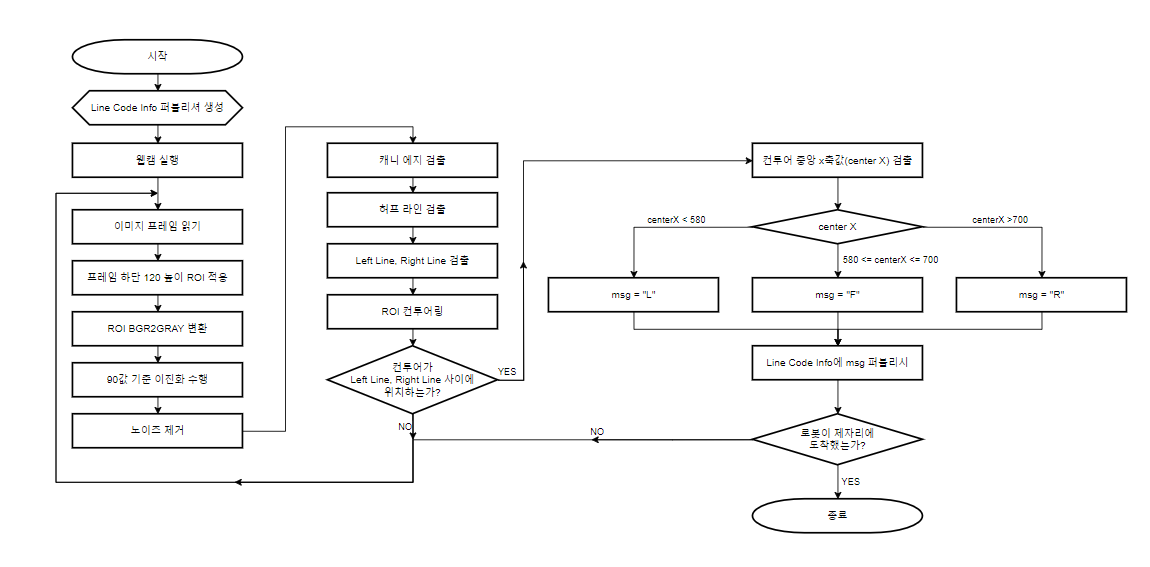 시작
Line Code Info 퍼블리셔 생성
웹캠 실행
이미지 프레임 읽기
프레임 하단 120 높이 ROI 적용
ROI BGR2GRAY 변환
90값 기준 이진화 수행
노이즈 제거
캐니 에지 검출
허프 라인 검출
Left Line, Right Line 검출
ROI 컨투어링
컨투어가
Left Line, Right Line 사이에
위치하는가?
YES
NO
컨투어 중앙 x축값(center X) 검출
center X
centerX < 580
580 <= centerX <= 700
centerX >700
msg = "L"
msg = "F"
msg = "R"
Line Code Info에 msg 퍼블리시
로봇이 제자리에
도착했는가?
NO
YES
종료